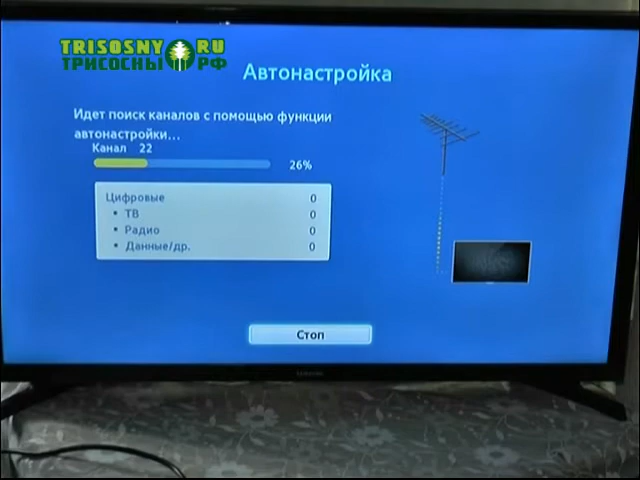 TRISOSNY RU
ТРИСОСНЫ РФ
Автонастройка
Идет поиск каналов с помощью функции
автонастройки...
Канал 22
26%
Цифровые 0
• ТВ 0
• Радио 0
• Данные/др. 0
Стоп